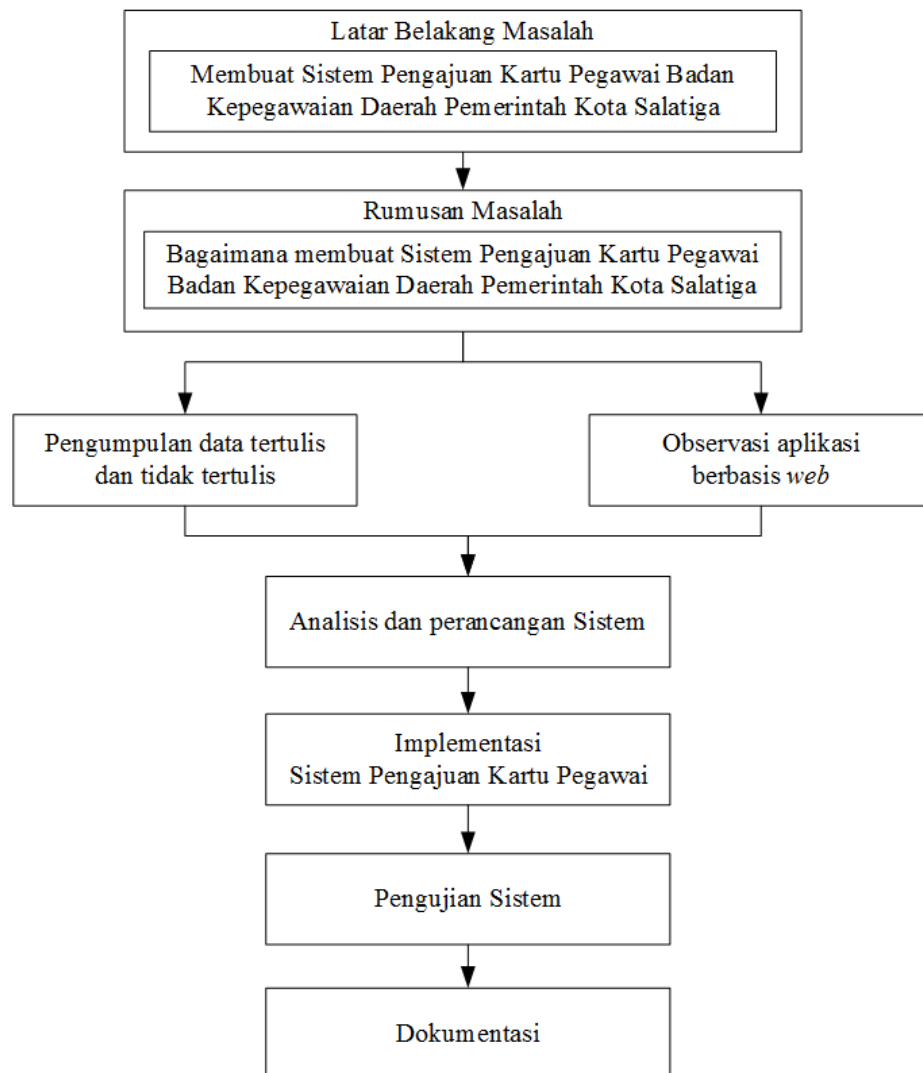 Latar Belakang Masalah
Membuat Sistem Pengajuan Kartu Pegawai Badan
Kepegawaian Daerah Pemerintah Kota Salatiga
Rumusan Masalah
Bagaimana membuat Sistem Pengajuan Kartu Pegawai
Badan Kepegawaian Daerah Pemerintah Kota Salatiga
Pengumpulan data tertulis
dan tidak tertulis
Observasi aplikasi
berbasis web
Analisis dan perancangan Sistem
Implementasi
Sistem Pengajuan Kartu Pegawai
Pengujian Sistem
Dokumentasi